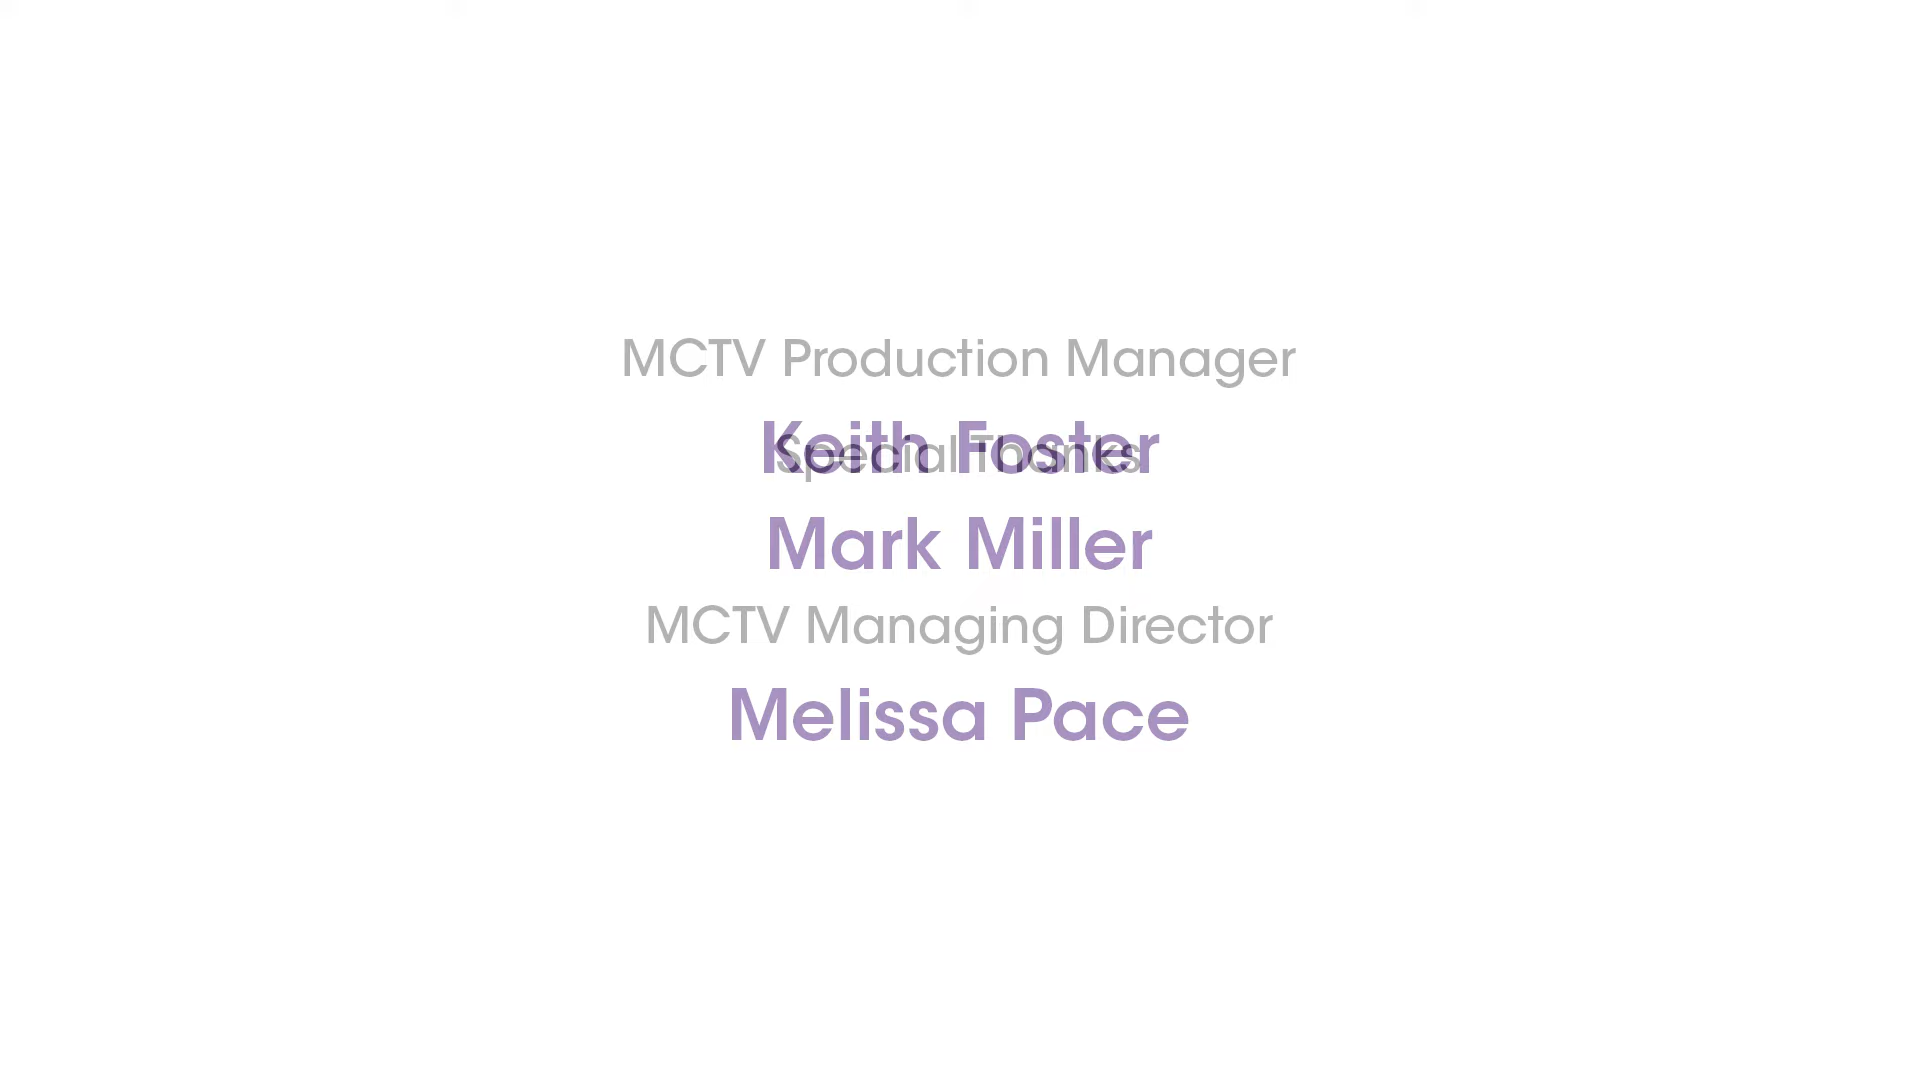 MCTV Production Manager
Keith Foster
Special Thanks
Mark Miller
MCTV Managing Director
Melissa Pace